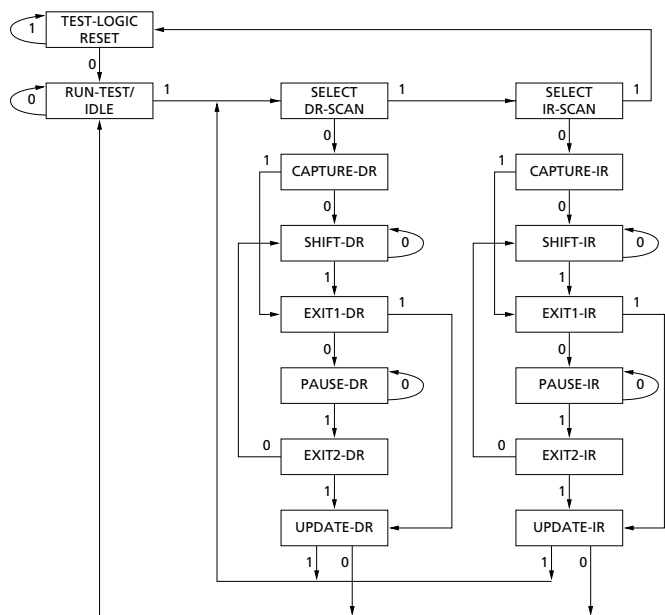 TEST-LOGIC
RESET
1
0
RUN-TEST/
IDLE
0
1
SELECT
DR-SCAN
1
SELECT
IR-SCAN
1
0
0
1
CAPTURE-DR
1
CAPTURE-IR
0
0
SHIFT-DR
0
SHIFT-IR
0
1
1
EXIT1-DR
1
EXIT1-IR
1
0
0
PAUSE-DR
0
PAUSE-IR
0
1
1
0
EXIT2-DR
0
EXIT2-IR
1
1
UPDATE-DR
UPDATE-IR
1
0
1
0